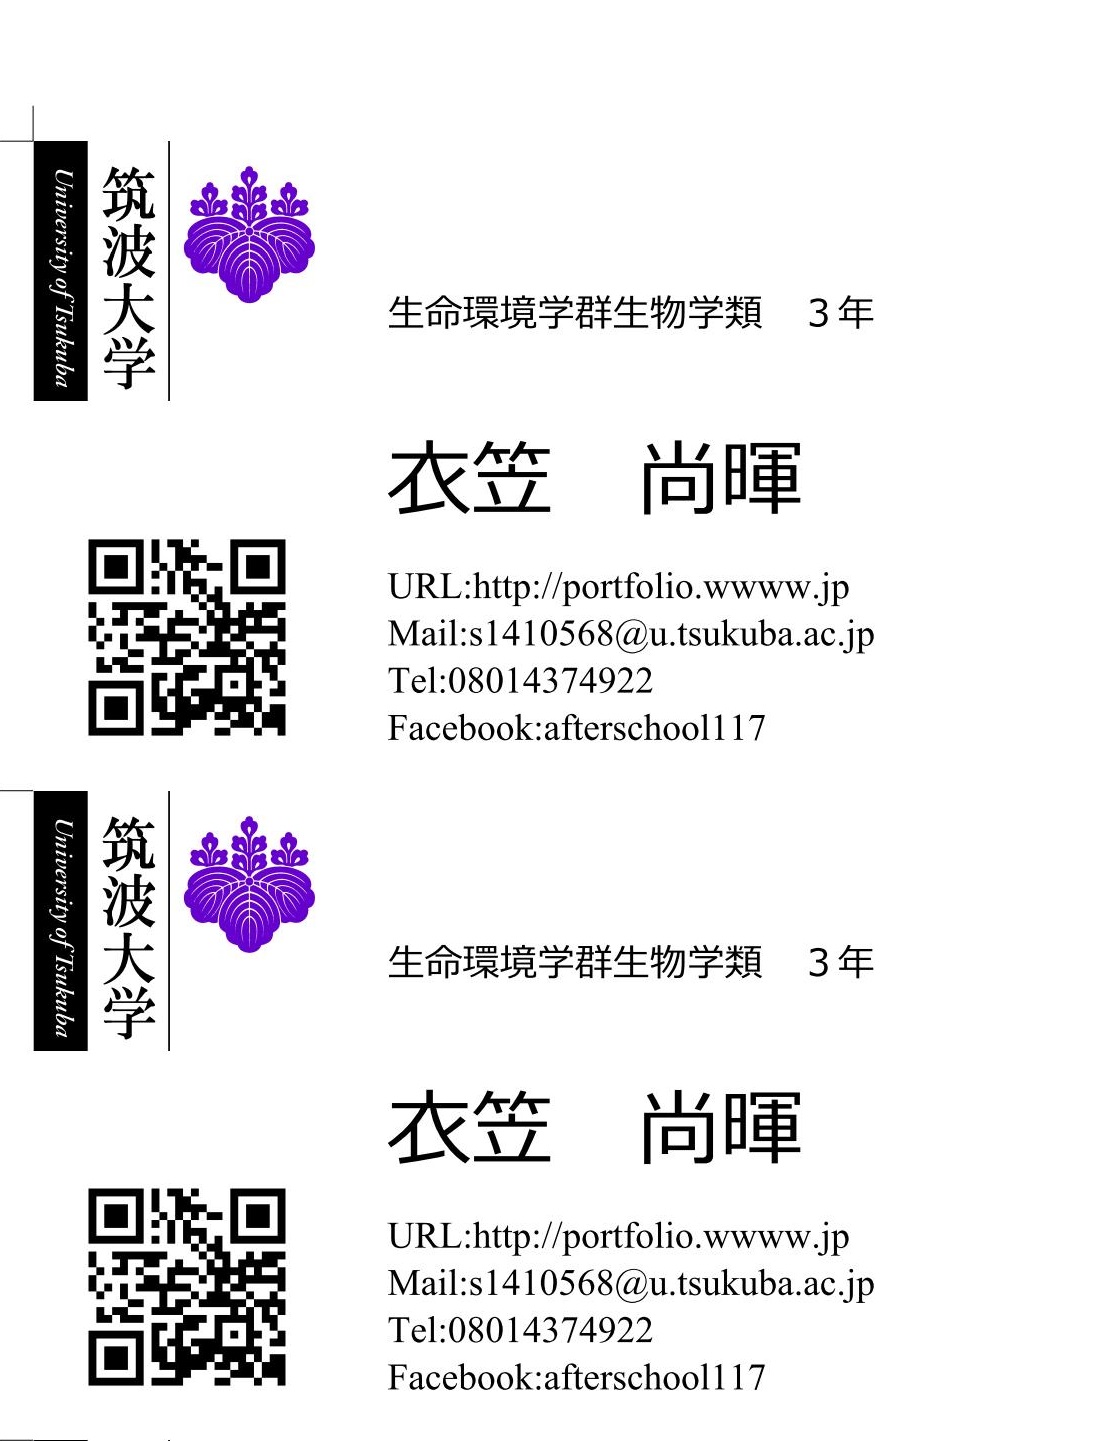 University of Tsukuba
筑波大学
生命環境学群生物学類　３年
衣笠　尚暉
URL:http://portfolio.wwww.jp
Mail:s1410568@u.tsukuba.ac.jp
Tel:08014374922
Facebook:afterschool117
University of Tsukuba
筑波大学
生命環境学群生物学類　３年
衣笠　尚暉
URL:http://portfolio.wwww.jp
Mail:s1410568@u.tsukuba.ac.jp
Tel:08014374922
Facebook:afterschool117